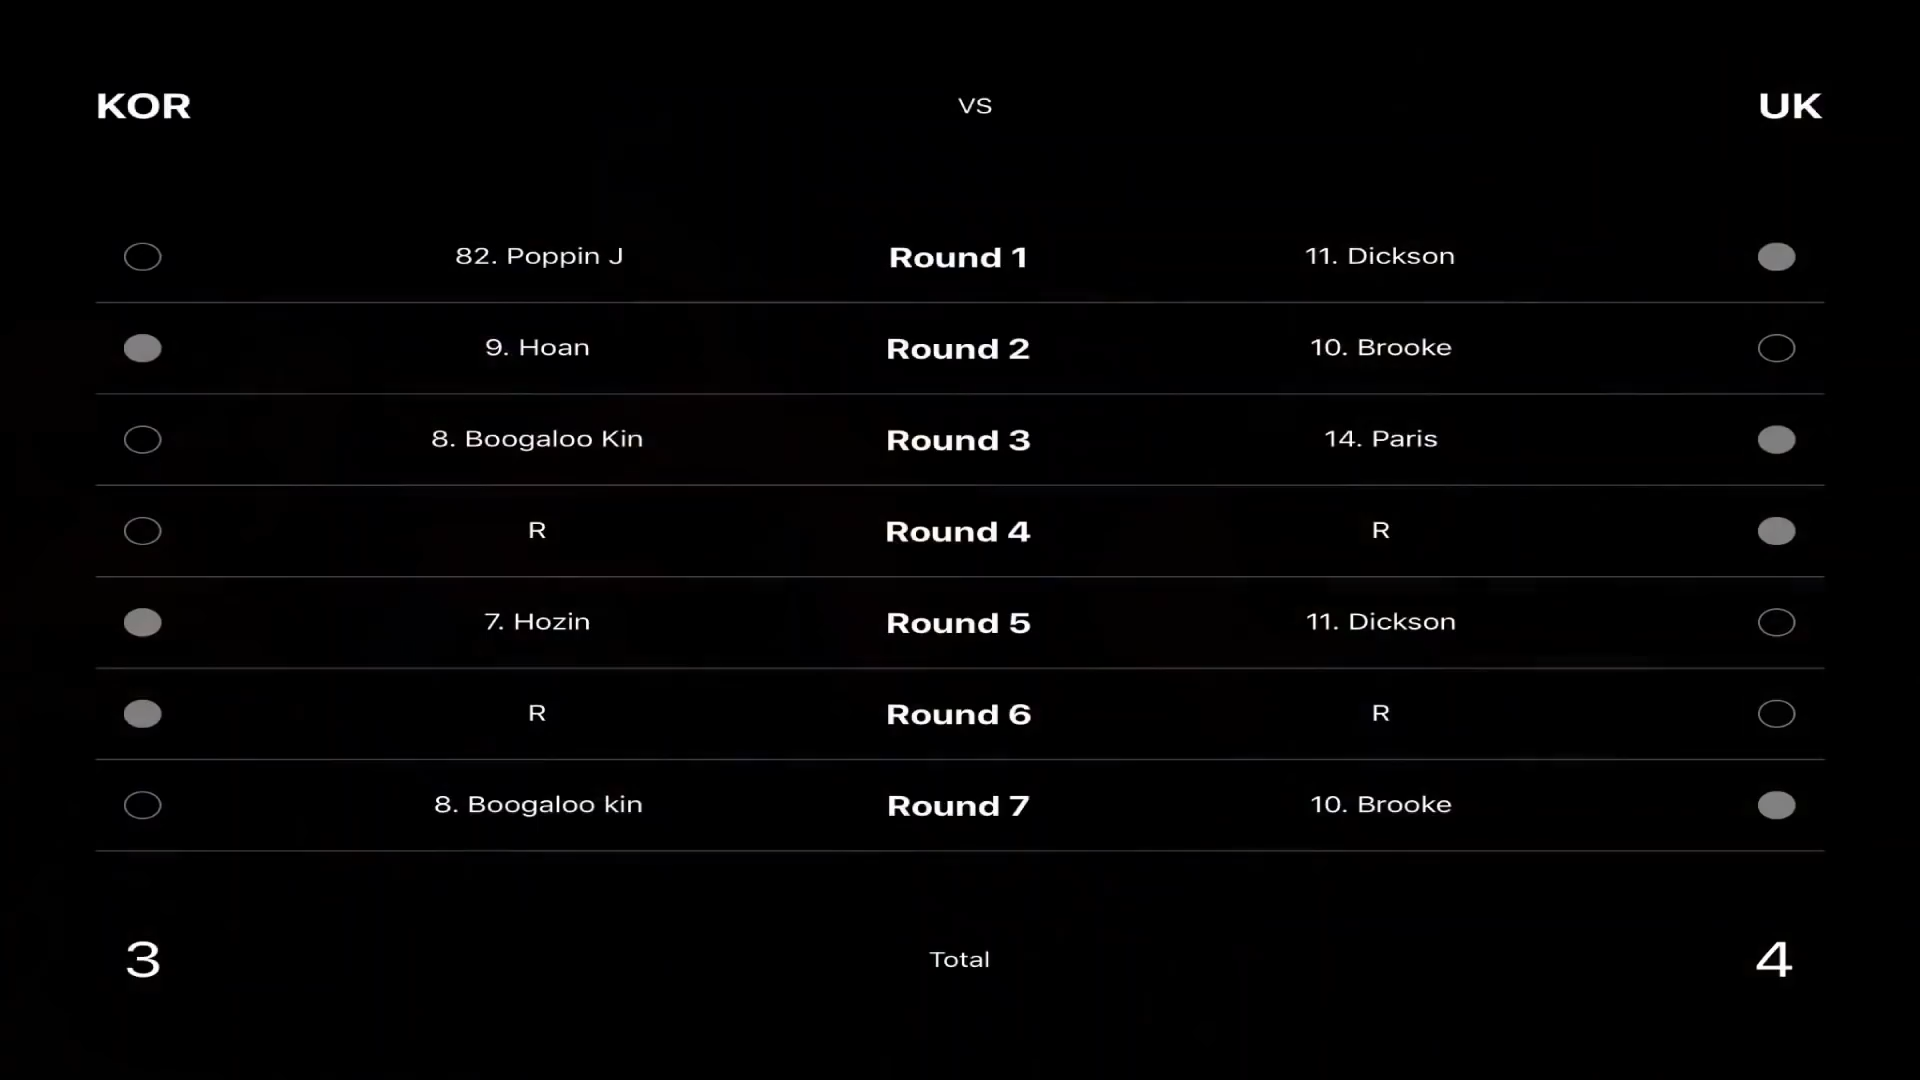 KOR VS UK
82. Poppin J Round 1 11. Dickson
9. Hoan Round 2 10. Brooke
8. Boogaloo Kin Round 3 14. Paris
R Round 4 R
7. Hozin Round 5 11. Dickson
R Round 6 R
8. Boogaloo kin Round 7 10. Brooke
3 Total 4